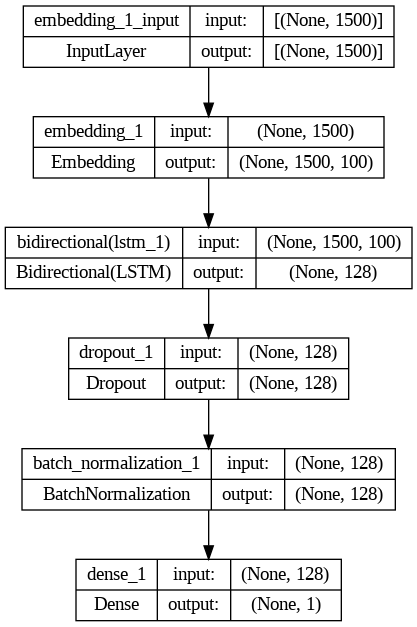 embedding_1_input input: [(None, 1500)]
InputLayer output: [(None, 1500)]
embedding_1 input: (None, 1500)
Embedding output: (None, 1500, 100)
bidirectional(lstm_1) input: (None, 1500, 100)
Bidirectional(LSTM) output: (None, 128)
dropout_1 input: (None, 128)
Dropout output: (None, 128)
batch_normalization_1 input: (None, 128)
BatchNormalization output: (None, 128)
dense_1 input: (None, 128)
Dense output: (None, 1)